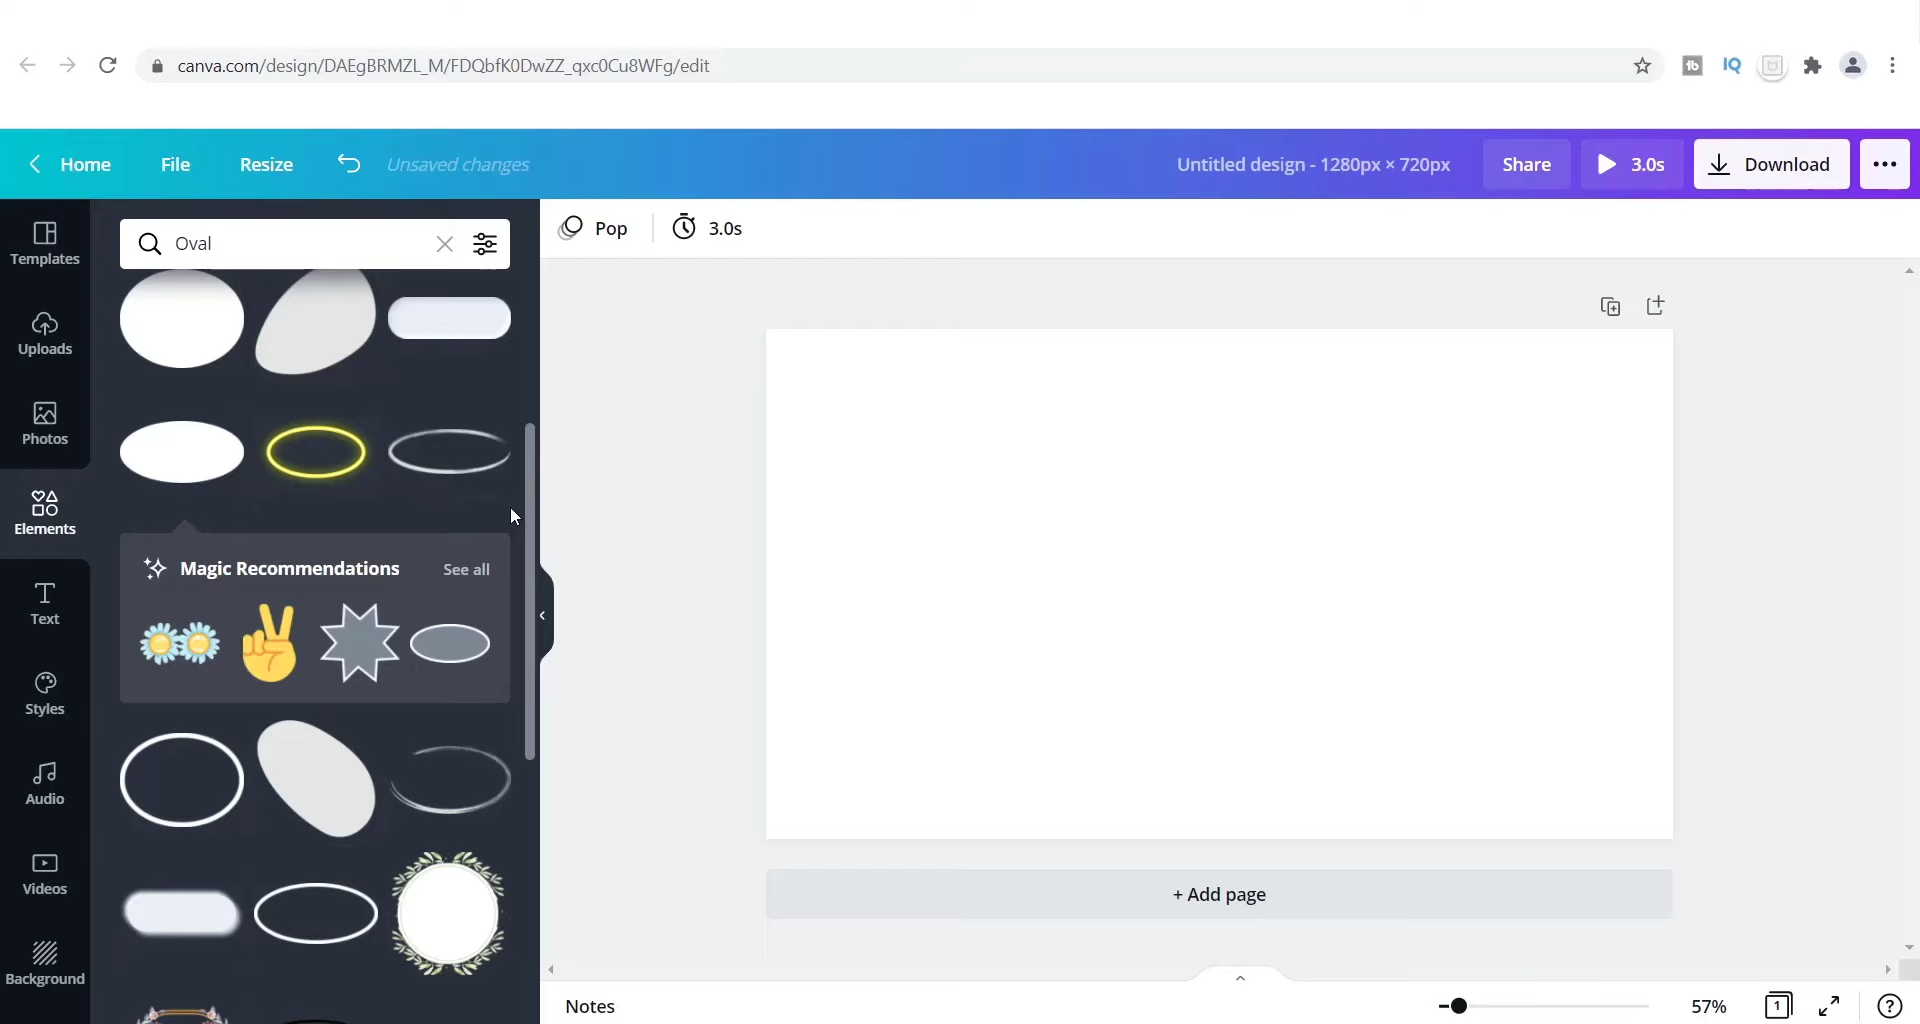 canva.com/design/DAEgBRMZL_M/FDQbfK0DwZZ_qxc0Cu8WFg/edit
Home File Resize Unsaved changes Untitled design - 1280px × 720px Share 3.0s Download
Templates
Uploads
Photos
Elements
Text
Styles
Audio
Videos
Background
Oval
Magic Recommendations See all
Pop 3.0s
+ Add page
Notes 57% 1